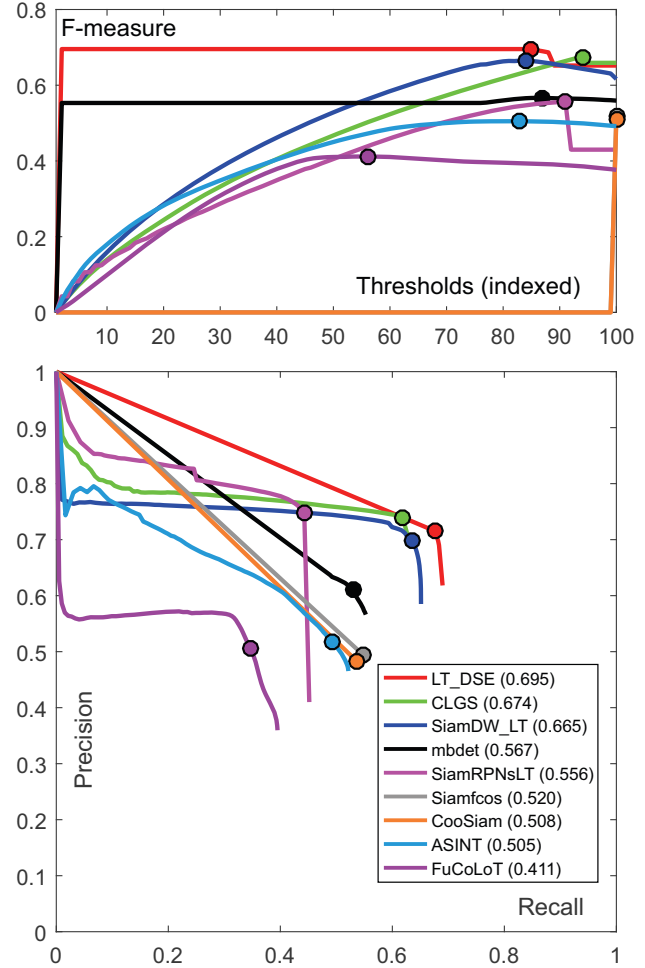 F-measure
0.8
0.6
0.4
0.2
0
Thresholds (indexed)
10 20 30 40 50 60 70 80 90 100
1
0.9
0.8
0.7
0.6
0.5
0.4
0.3
0.2
0.1
0
Precision
LT_DSE (0.695)
CLGS (0.674)
SiamDW_LT (0.665)
mbdet (0.567)
SiamRPNsLT (0.556)
Siamfcos (0.520)
CooSiam (0.508)
ASINT (0.505)
FuCoLoT (0.411)
Recall
0 0.2 0.4 0.6 0.8 1